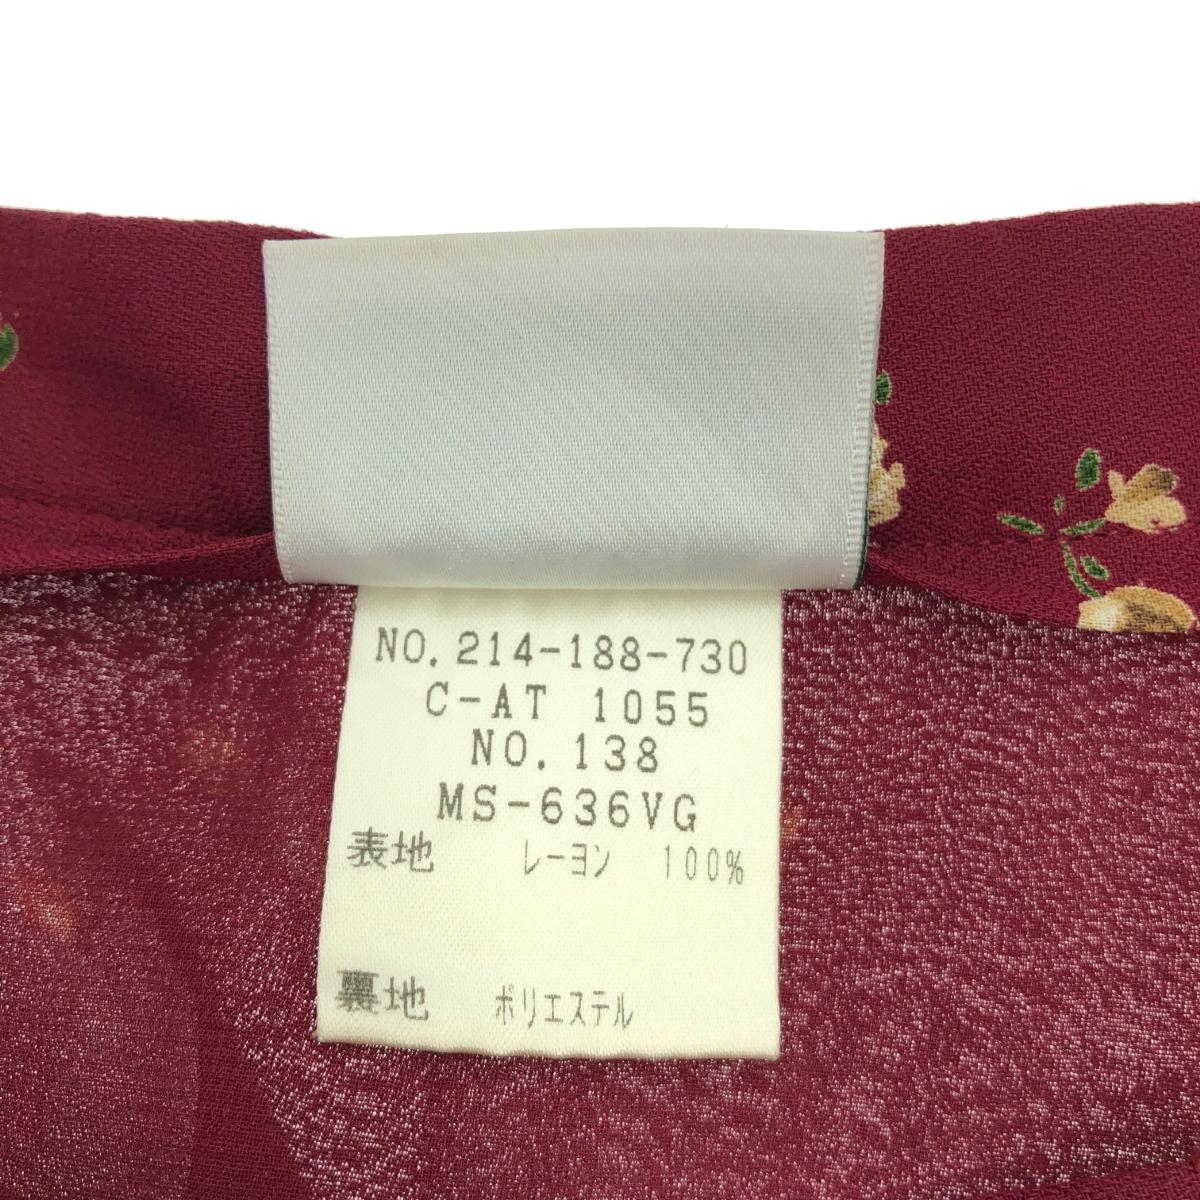 NO. 214-188-730
C-AT 1055
NO. 138
MS-636VG
表地 レーヨン 100%
裏地 ポリエステル